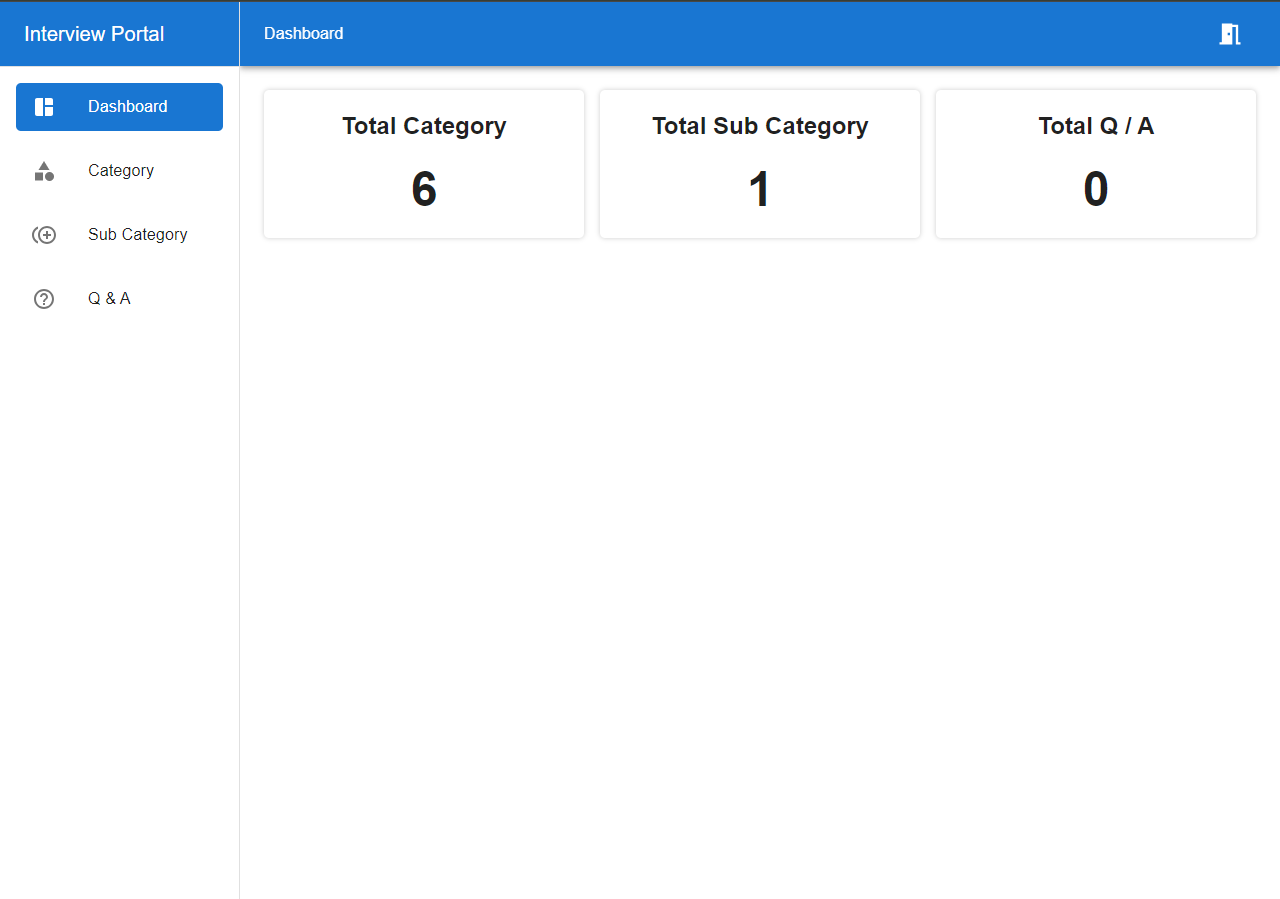 Interview Portal
Dashboard
Dashboard
Category
Sub Category
Q & A
Total Category
6
Total Sub Category
1
Total Q / A
0